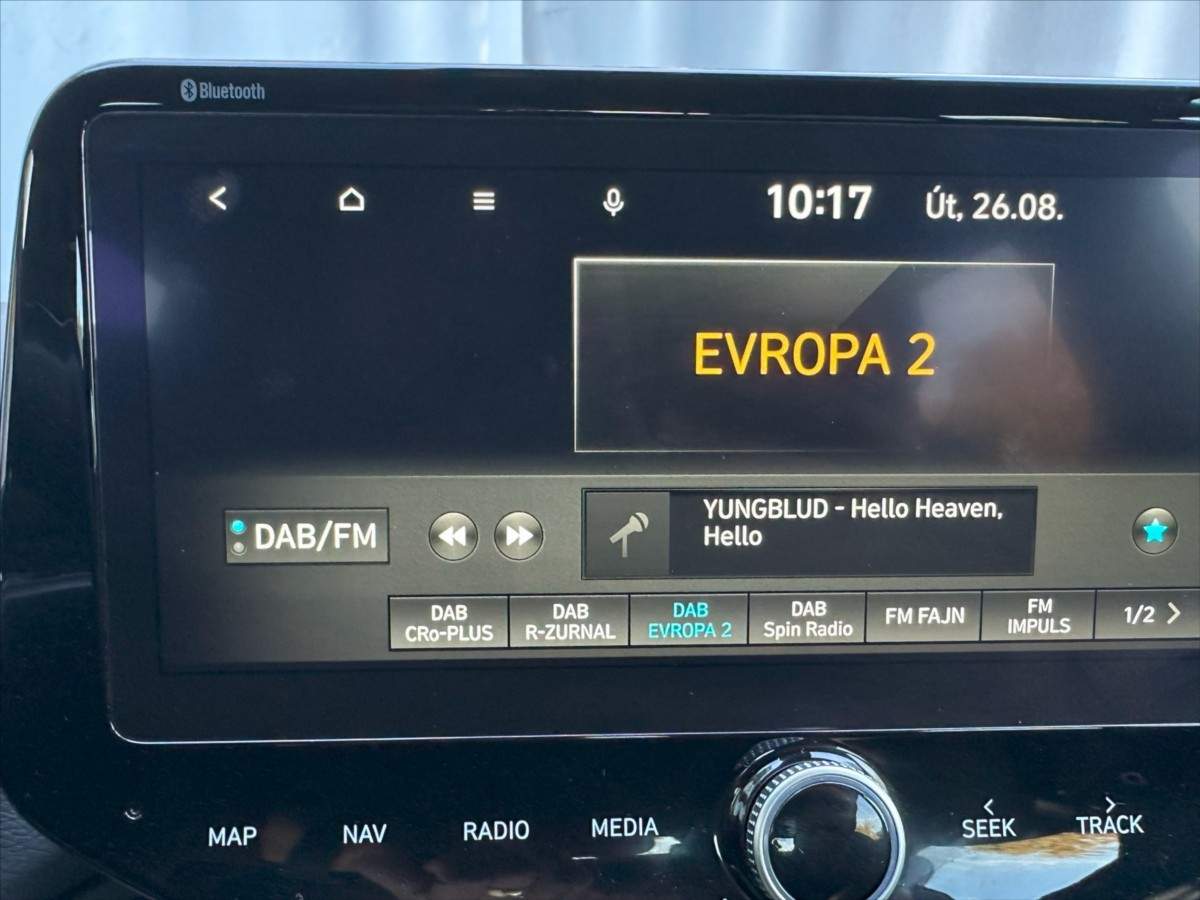 Bluetooth
10:17 Út, 26.08.
EVROPA 2
DAB/FM
YUNGBLUD - Hello Heaven,
Hello
DAB
CRo-PLUS
DAB
R-ZURNAL
DAB
EVROPA 2
DAB
Spin Radio
FM FAJN
FM
IMPULS
1/2 >
MAP NAV RADIO MEDIA < SEEK > TRACK